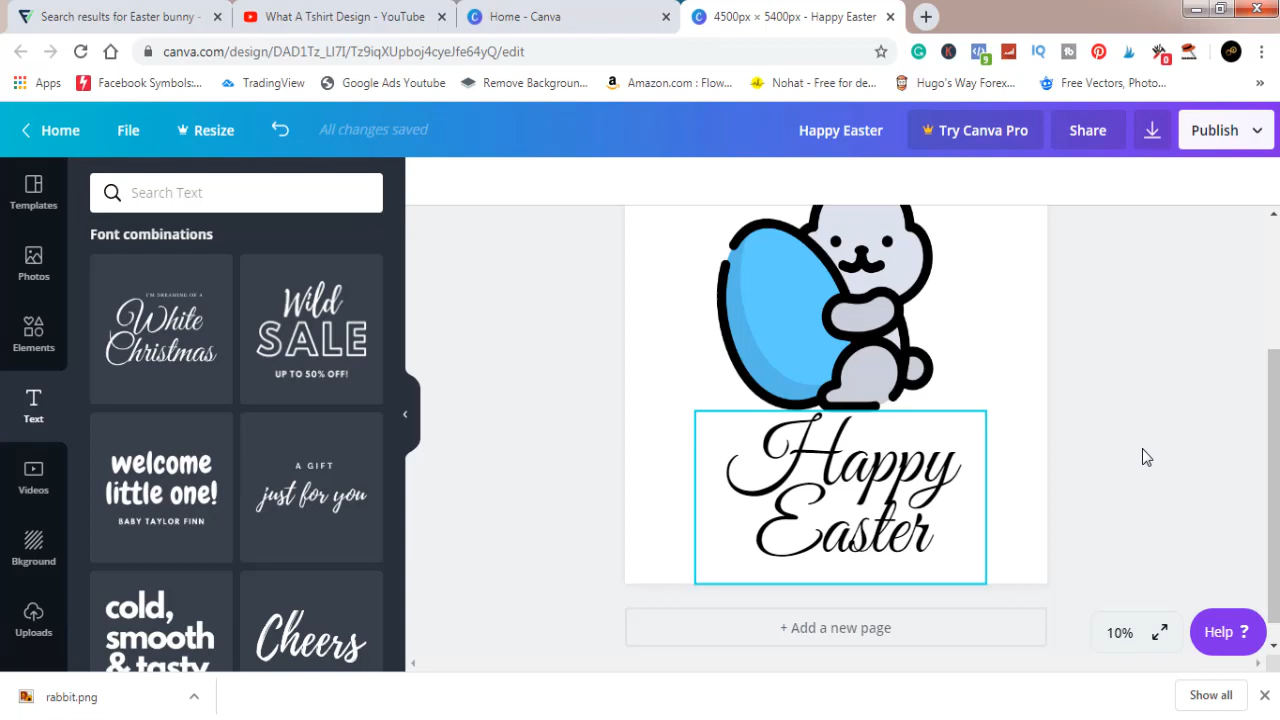 Search results for Easter bunny -
What A Tshirt Design - YouTube
Home - Canva
4500px × 5400px - Happy Easter
canva.com/design/DAD1Tz_LI7I/Tz9iqXUpboj4cyeJfe64yQ/edit
Apps
Facebook Symbols:...
TradingView
Google Ads Youtube
Remove Backgroun...
Amazon.com : Flow...
Nohat - Free for de...
Hugo's Way Forex...
Free Vectors, Photo...
Home
File
Resize
All changes saved
Happy Easter
Try Canva Pro
Share
Publish
Templates
Photos
Elements
Text
Videos
Bkground
Uploads
Search Text
Font combinations
I'M DREAMING OF A
White
Christmas
Wild
SALE
UP TO 50% OFF!
welcome
little one!
BABY TAYLOR FINN
A GIFT
just for you
cold,
smooth
& tasty
Cheers
Happy
Easter
+ Add a new page
10%
Help ?
rabbit.png
Show all